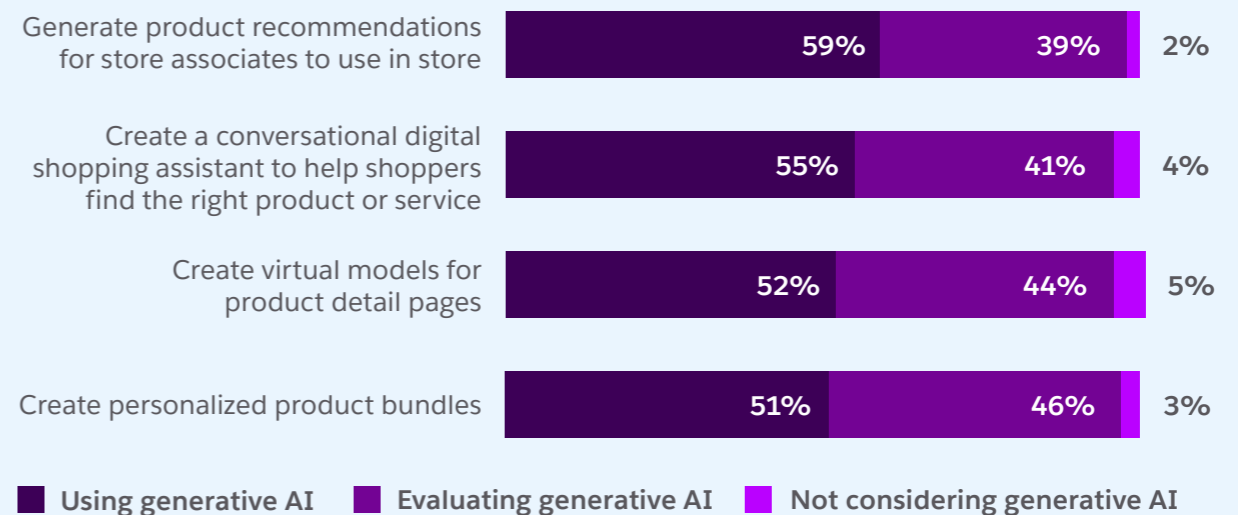 Generate product recommendations
for store associates to use in store
59% 39% 2%
Create a conversational digital
shopping assistant to help shoppers
find the right product or service
55% 41% 4%
Create virtual models for
product detail pages
52% 44% 5%
Create personalized product bundles
51% 46% 3%
Using generative AI Evaluating generative AI Not considering generative AI